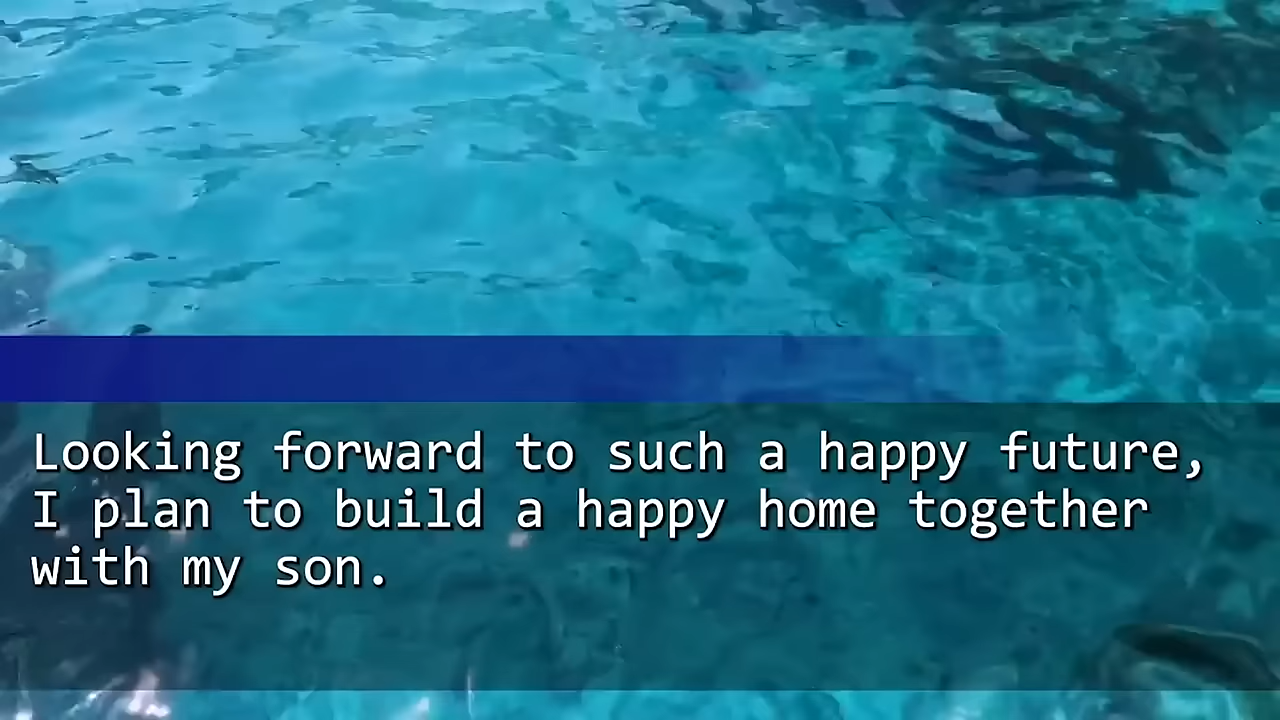 Looking forward to such a happy future,
I plan to build a happy home together
with my son.